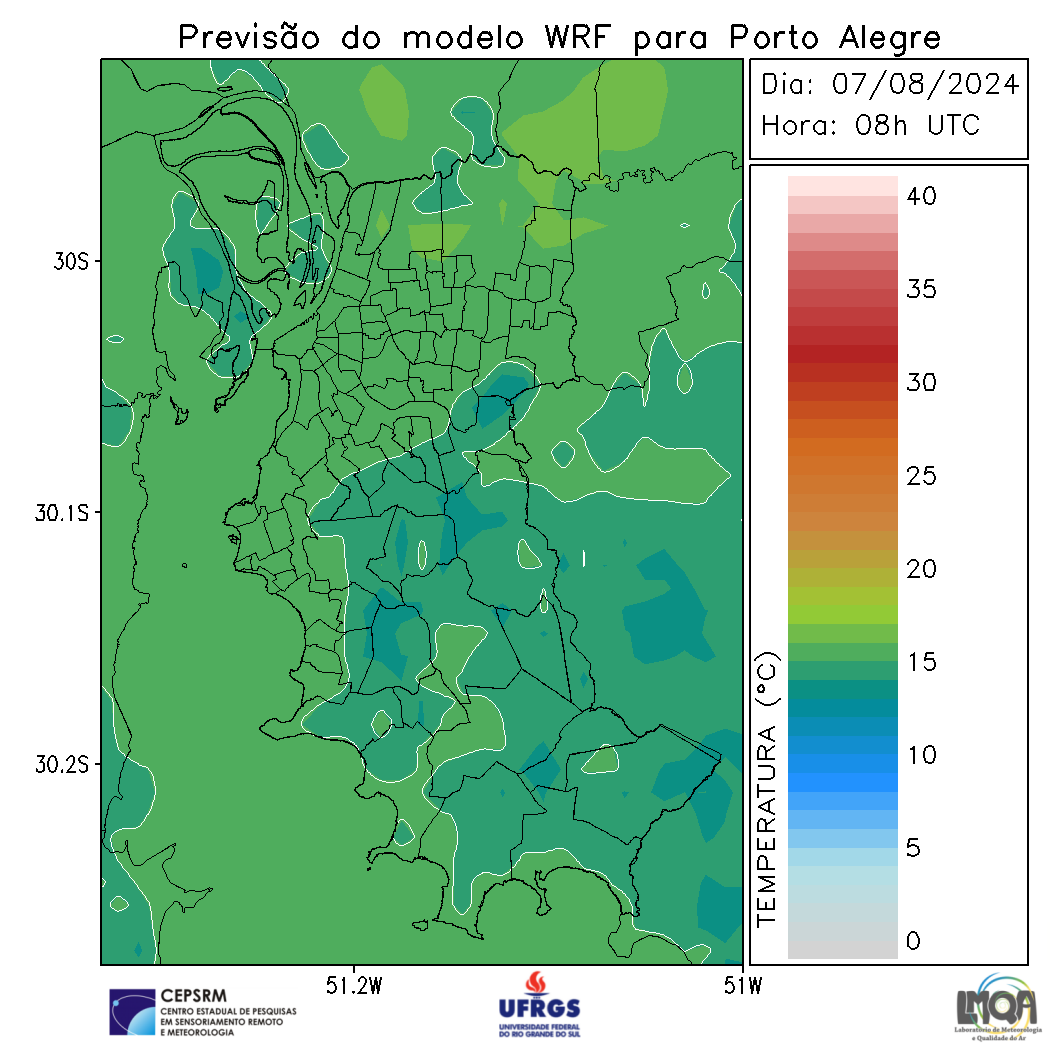 Previsão do modelo WRF para Porto Alegre
Dia: 07/08/2024
Hora: 08h UTC
40
35
30
25
20
15
10
5
0
TEMPERATURA (°C)
30S
30.1S
30.2S
51.2W
51W
CEPSRM
CENTRO ESTADUAL DE PESQUISAS
EM SENSORIAMENTO REMOTO
E METEOROLOGIA
UFRGS
UNIVERSIDADE FEDERAL
DO RIO GRANDE DO SUL
LMQA
Laboratório de Meteorologia
e Qualidade do Ar